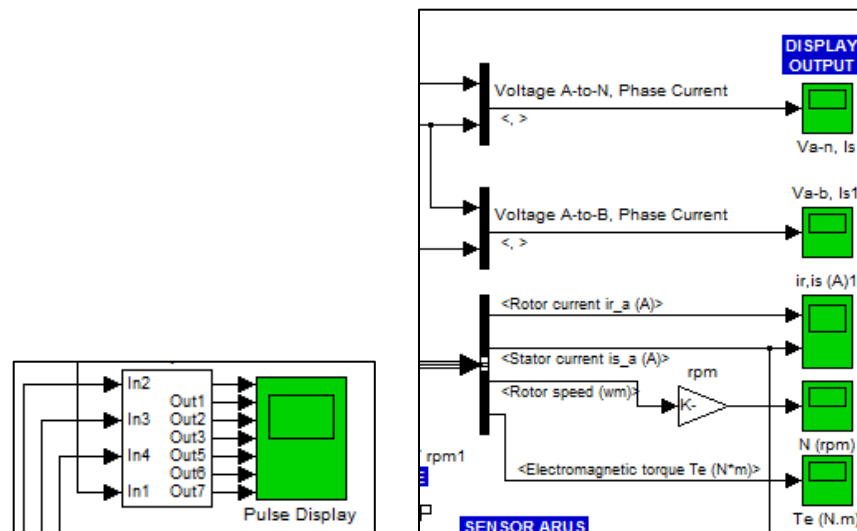 DISPLAY
OUTPUT
Voltage A-to-N, Phase Current
<, >
Va-n, Is
Va-b, Is1
Voltage A-to-B, Phase Current
<, >
ir,is (A)1
<Rotor current ir_a (A)>
<Stator current is_a (A)>
rpm
<Rotor speed (wm)>
K-
N (rpm)
rpm1
<Electromagnetic torque Te (N*m)>
Te (N.m)
SENSOR ARUS
In2
Out1
In3
Out2
Out3
In4
Out5
Out6
In1
Out7
Pulse Display